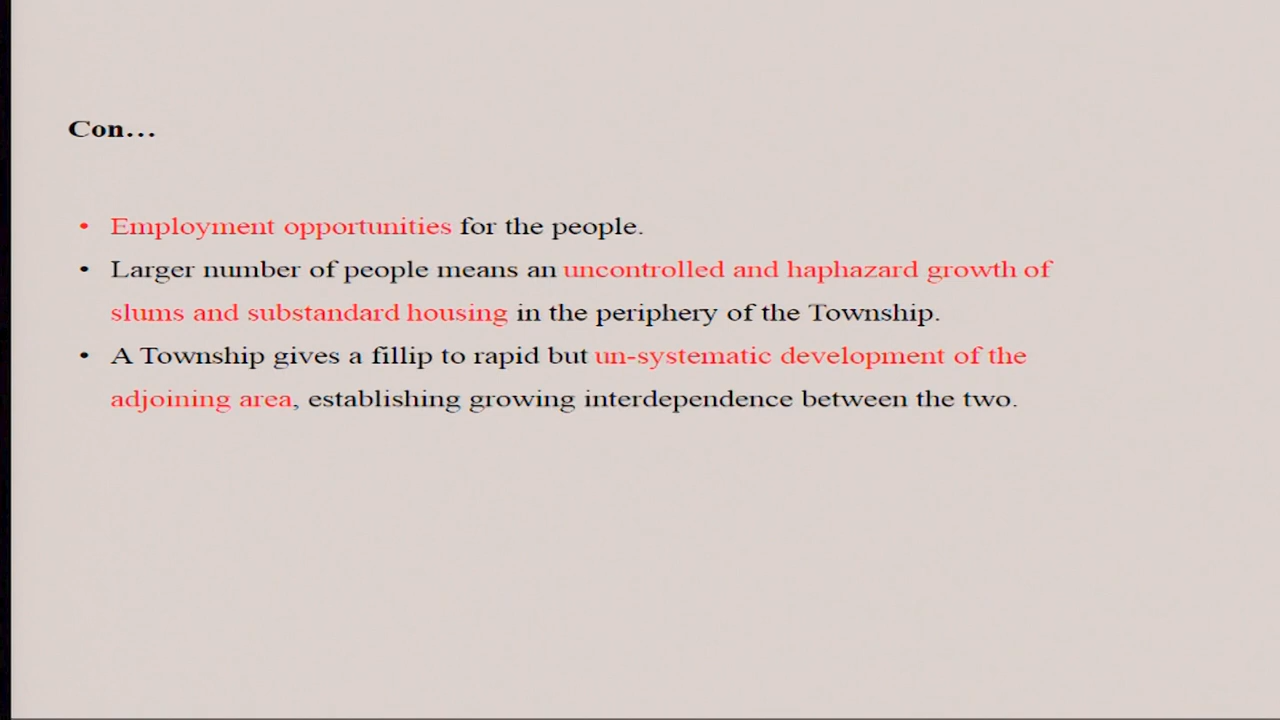 Con...
• Employment opportunities for the people.
• Larger number of people means an uncontrolled and haphazard growth of
slums and substandard housing in the periphery of the Township.
• A Township gives a fillip to rapid but un-systematic development of the
adjoining area, establishing growing interdependence between the two.